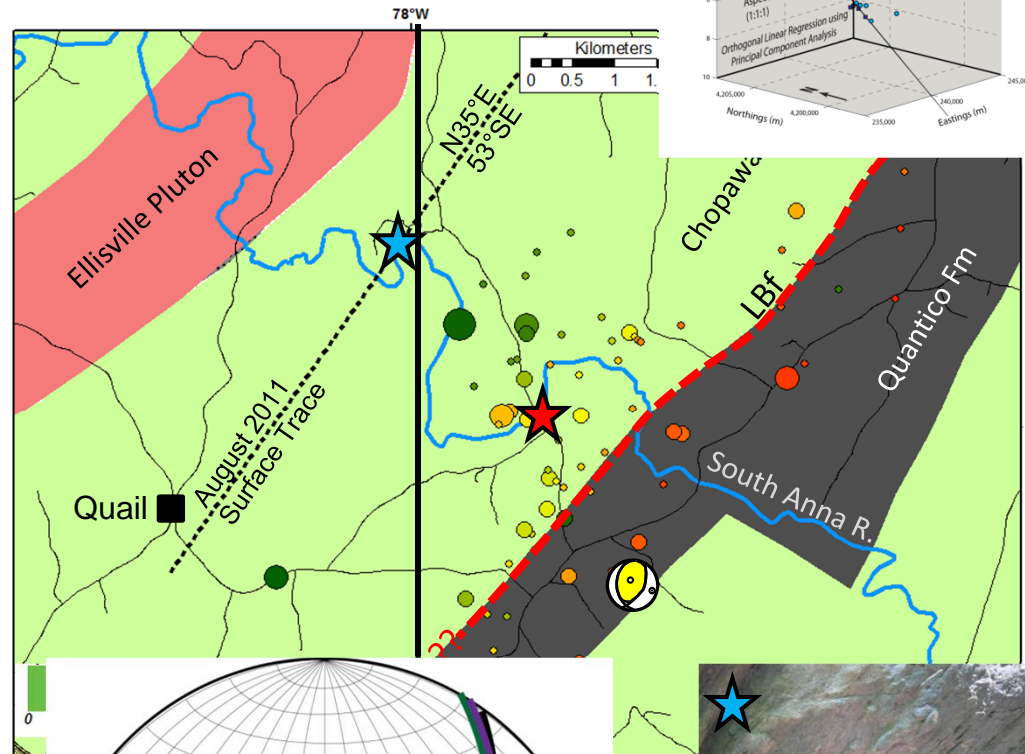 78°W
Kilometers
0 0.5 1 1.
N35°E
53°SE
(1:1:1)
Orthogonal Linear Regression using
Principal Component Analysis
8
10
4,205,000
4,200,000
Northings (m)
N
235,000
240,000
245,0
Eastings (m)
Ellisville Pluton
Chopawa
LBf
Quantico Fm
August 2011
Surface Trace
Quail
South Anna R.
??
0